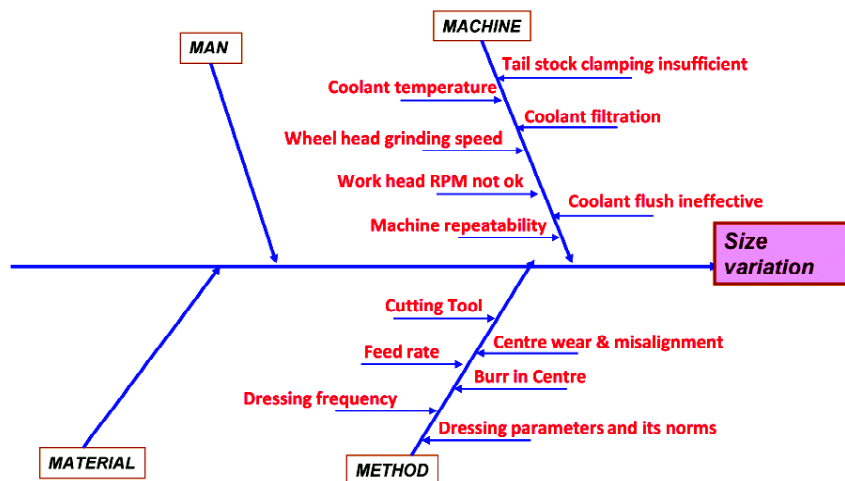 MACHINE
MAN
Tail stock clamping insufficient
Coolant temperature
Coolant filtration
Wheel head grinding speed
Work head RPM not ok
Coolant flush ineffective
Machine repeatability
Size
variation
Cutting Tool
Centre wear & misalignment
Feed rate
Burr in Centre
Dressing frequency
Dressing parameters and its norms
MATERIAL
METHOD